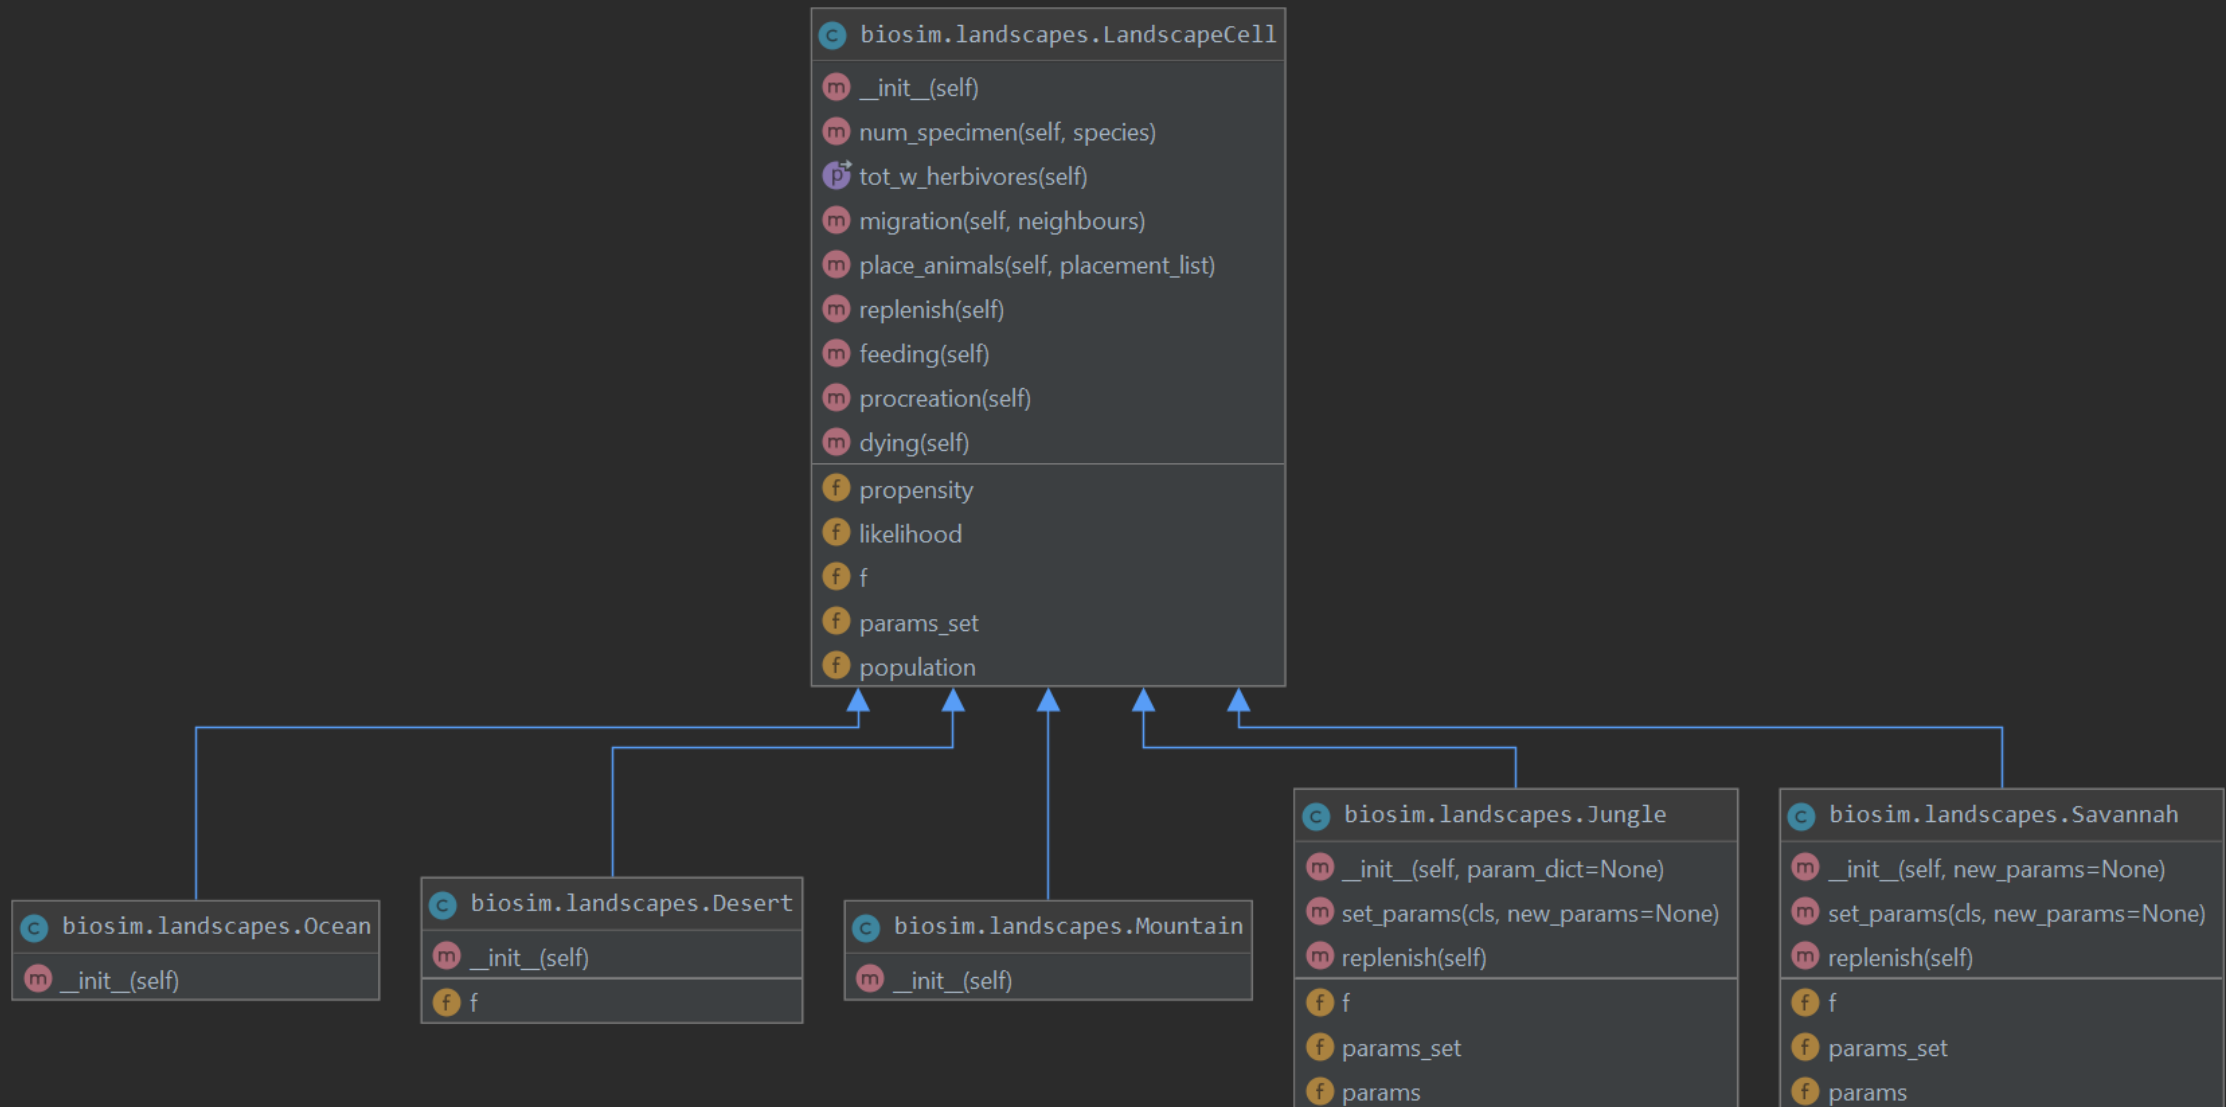 C biosim.landscapes.LandscapeCell
m __init__(self)
m num_specimen(self, species)
p tot_w_herbivores(self)
m migration(self, neighbours)
m place_animals(self, placement_list)
m replenish(self)
m feeding(self)
m procreation(self)
m dying(self)
f propensity
f likelihood
f f
f params_set
f population
C biosim.landscapes.Ocean
m __init__(self)
C biosim.landscapes.Desert
m __init__(self)
f f
C biosim.landscapes.Mountain
m __init__(self)
C biosim.landscapes.Jungle
m __init__(self, param_dict=None)
m set_params(cls, new_params=None)
m replenish(self)
f f
f params_set
f params
C biosim.landscapes.Savannah
m __init__(self, new_params=None)
m set_params(cls, new_params=None)
m replenish(self)
f f
f params_set
f params